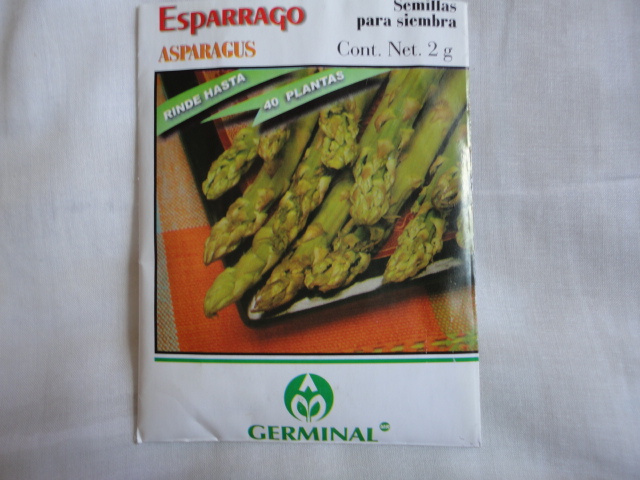 Esparrago
Semillas
para siembra
ASPARAGUS
Cont. Net. 2 g
RINDE HASTA
40 PLANTAS
GERMINAL